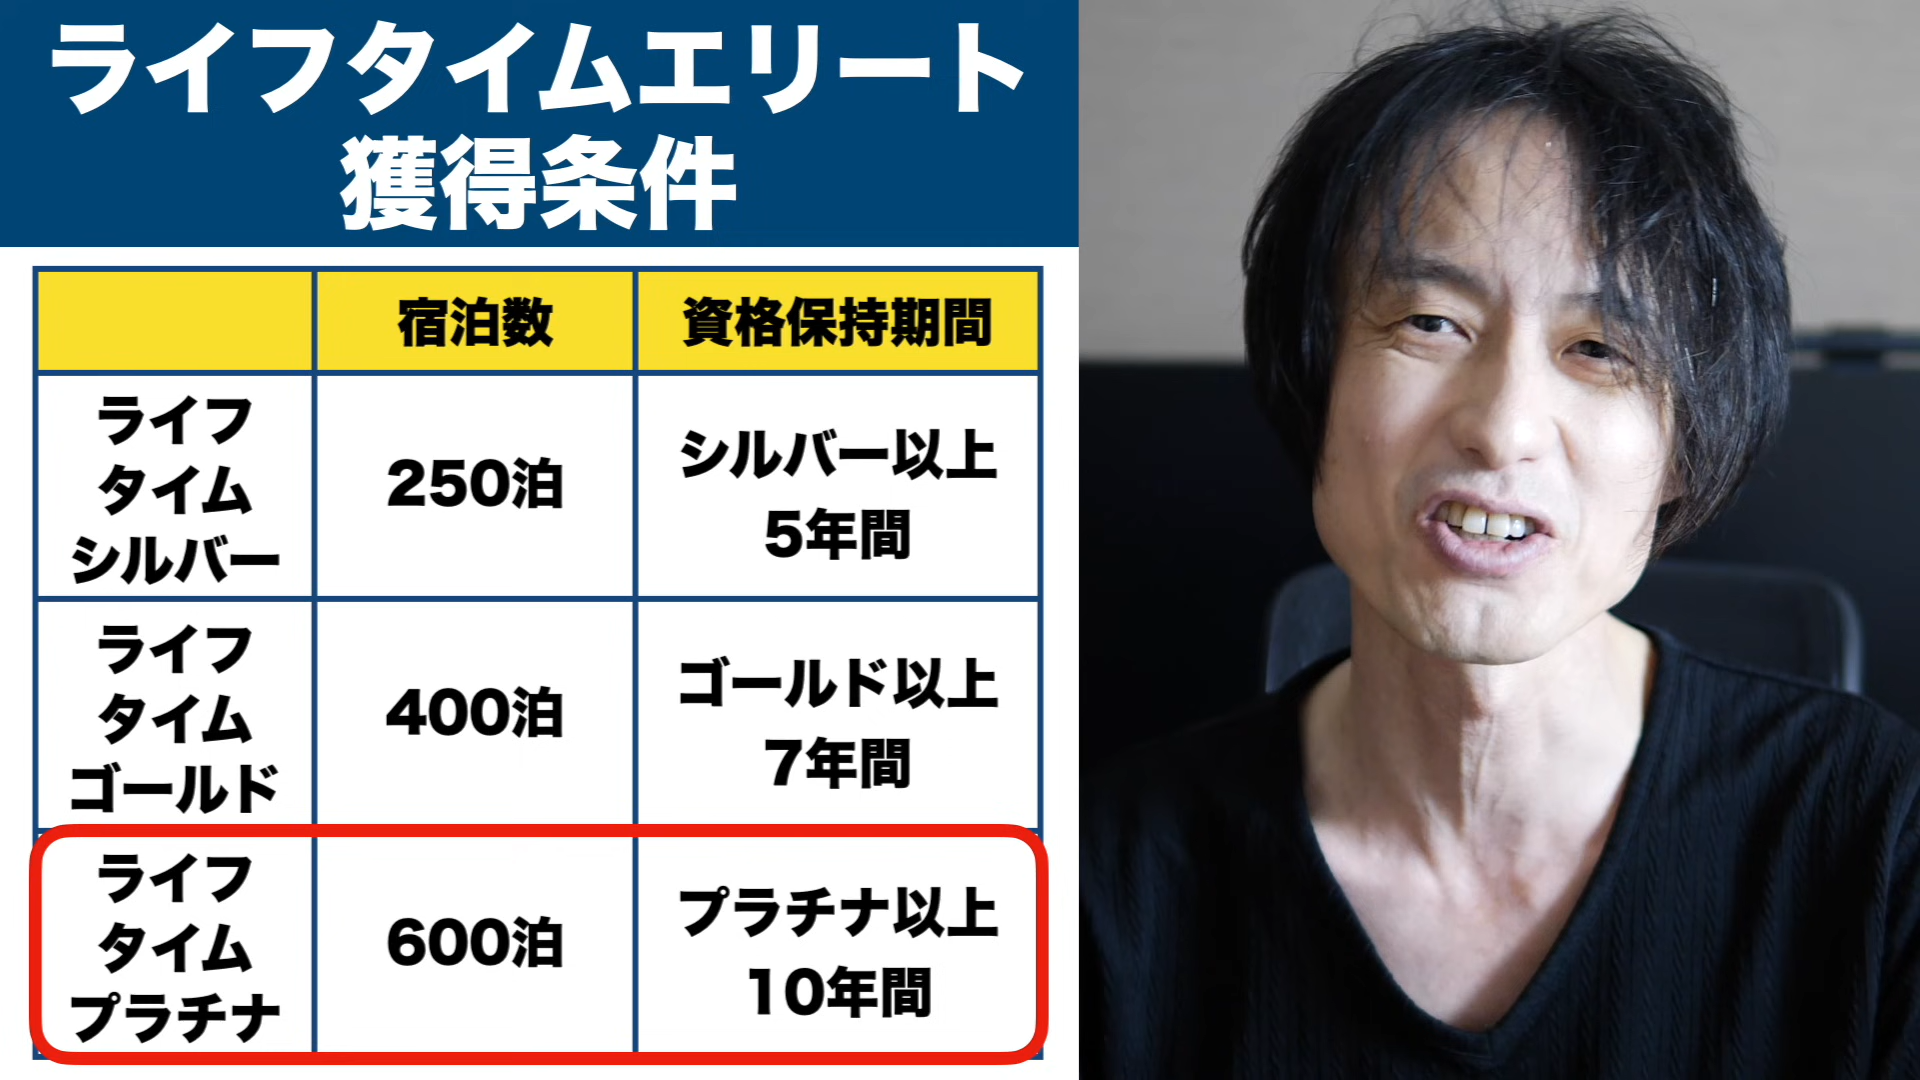 ライフタイムエリート
獲得条件
宿泊数
資格保持期間
ライフ
タイム
シルバー
250泊
シルバー以上
5年間
ライフ
タイム
ゴールド
400泊
ゴールド以上
7年間
ライフ
タイム
プラチナ
600泊
プラチナ以上
10年間